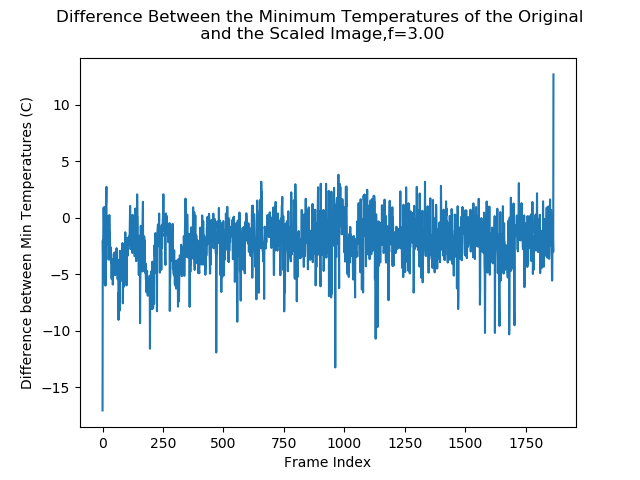 Difference Between the Minimum Temperatures of the Original
and the Scaled Image,f=3.00
Difference between Min Temperatures (C)
10
5
0
−5
−10
−15
0 250 500 750 1000 1250 1500 1750
Frame Index